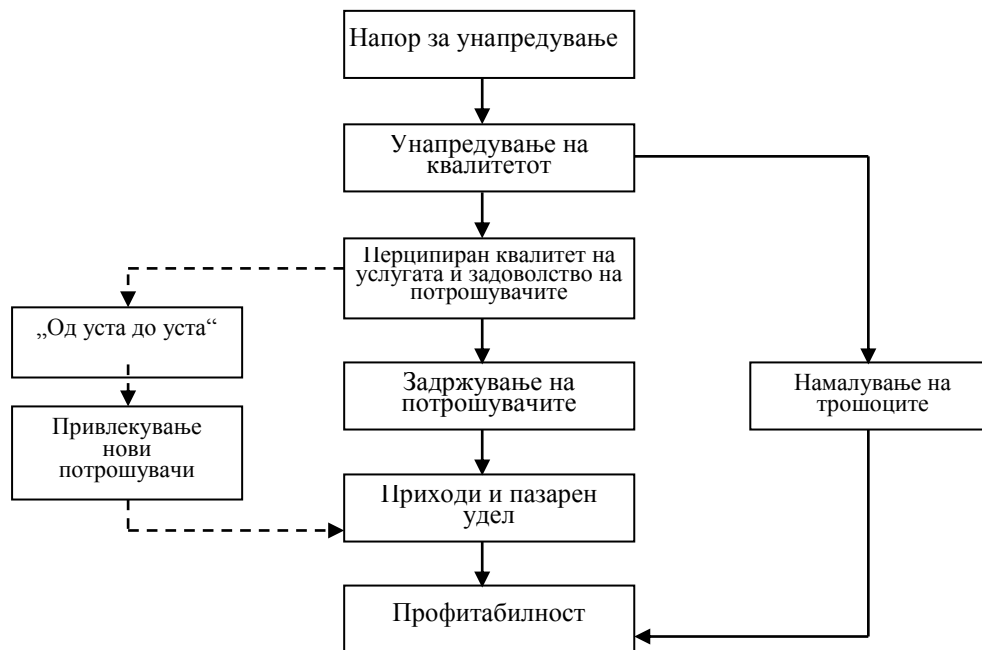 Напор за унапредување
Унапредување на
квалитетот
Перципиран квалитет на
услугата и задоволство на
потрошувачите
„Од уста до уста“
Задржување на
потрошувачите
Намалување на
трошоците
Привлекување
нови
потрошувачи
Приходи и пазарен
удел
Профитабилност